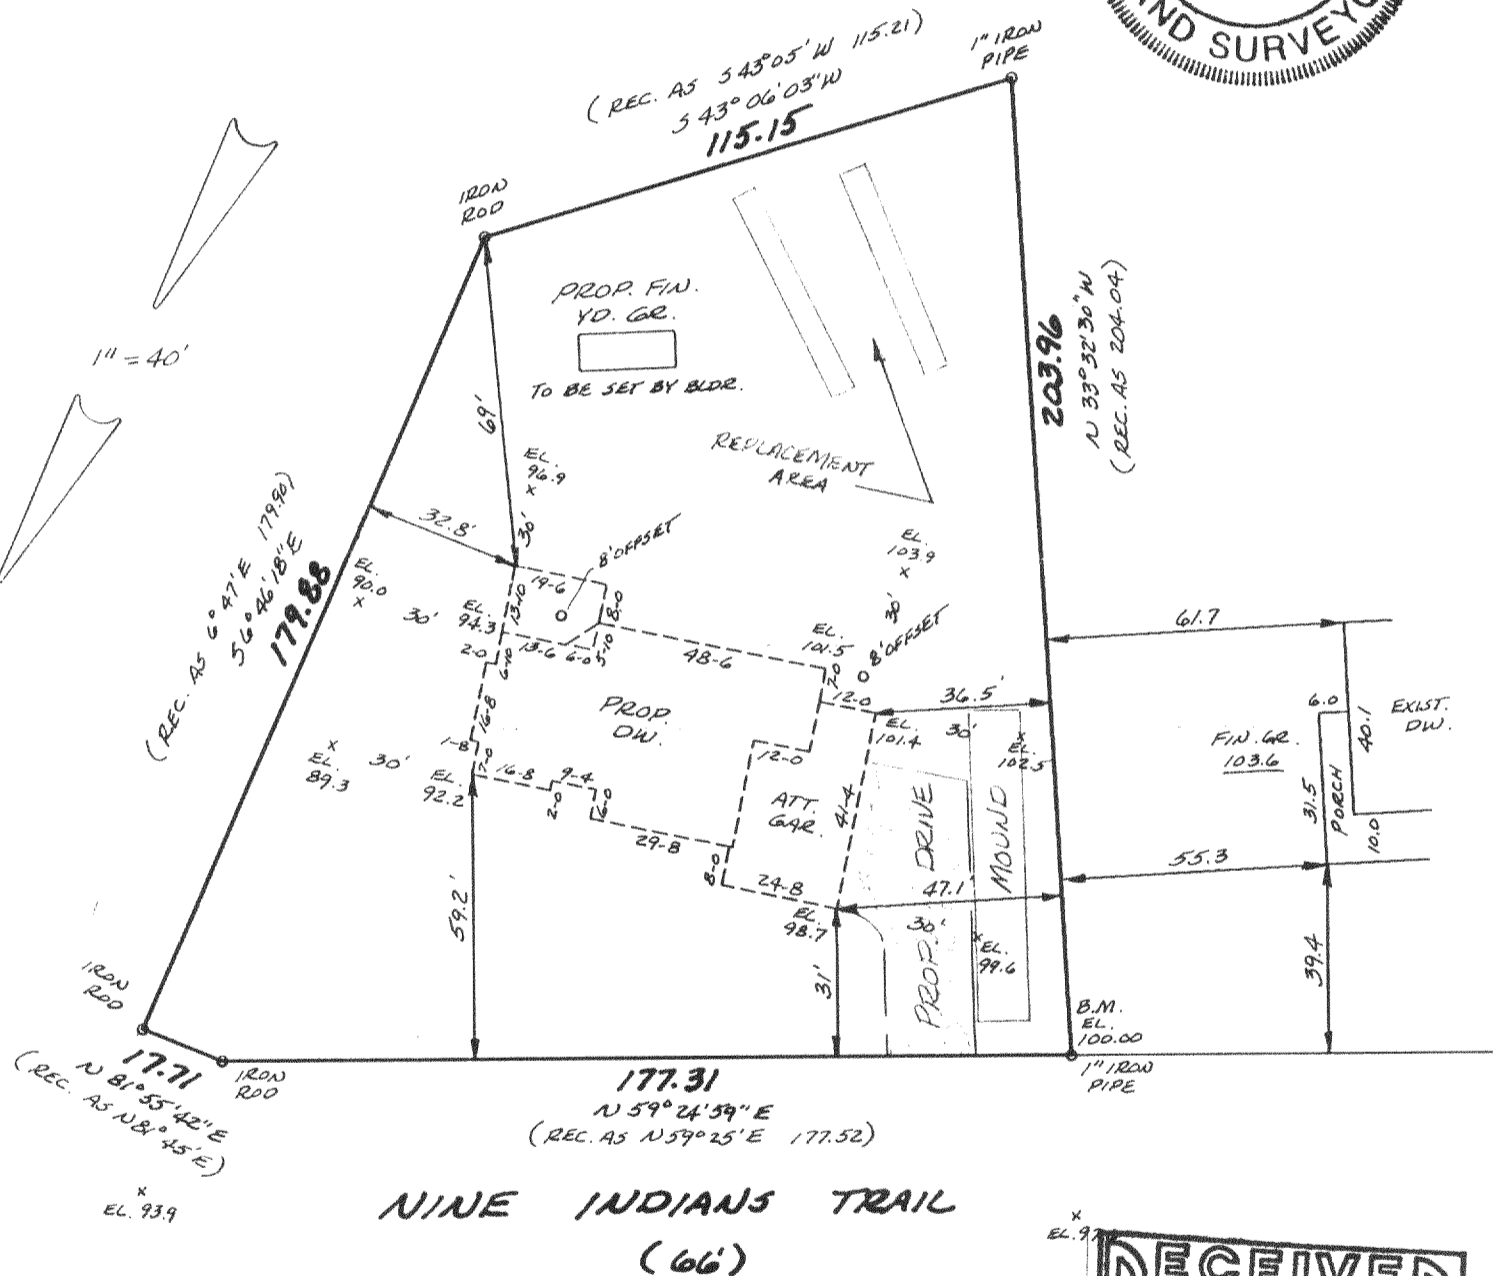 LAND SURVEYO
(REC. AS S 43°05' W 115.21)
S 43° 06' 03" W
115.15
1" IRON
PIPE
IRON
ROD
1" = 40'
PROP. FIN.
YD. GR.
TO BE SET BY BLDR.
69'
203.96
N 33° 32' 30" W
(REC. AS 204.04)
REPLACEMENT
AREA
EL.
96.9
x
30'
32.8'
(REC. AS 6° 47' E 179.90)
S 6° 46' 18" E
179.88
EL.
90.0
x
30'
EL.
94.3
8' OFFSET
19-6
13-10
8-0
13-6
6-0
5-10
2-0
6-10
48-6
EL.
103.9
x
30'
8' OFFSET
EL.
101.5
7-0
12-0
36.5'
61.7
EL.
101.4
30'
x
EL.
102.5
PROP.
DW.
16-8
1-8
7-0
x
EL.
89.3
30'
EL.
92.2
16-8
9-4
2-0
6-0
29-8
12-0
ATT.
GAR.
41-4
8-0
24-8
EL.
98.7
PROP. DRIVE
MOUND
47.1'
30'
x EL.
99.6
FIN. GR.
103.6
6.0
40.1
EXIST.
DW.
31.5
PORCH
10.0
55.3
39.4
59.2'
31'
B.M.
EL.
100.00
1" IRON
PIPE
IRON
ROD
17.71
N 81° 55' 42" E
(REC. AS N 81° 45' E)
IRON
ROD
177.31
N 59° 24' 59" E
(REC. AS N 59° 25' E 177.52)
x
EL. 93.9
NINE INDIANS TRAIL
(66')
x
EL. 97
RECEIVED